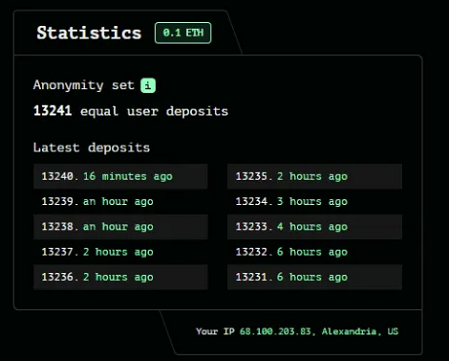 Statistics 0.1 ETH
Anonymity set i
13241 equal user deposits
Latest deposits
13240. 16 minutes ago
13239. an hour ago
13238. an hour ago
13237. 2 hours ago
13236. 2 hours ago
13235. 2 hours ago
13234. 3 hours ago
13233. 4 hours ago
13232. 6 hours ago
13231. 6 hours ago
Your IP 68.100.203.83, Alexandria, US